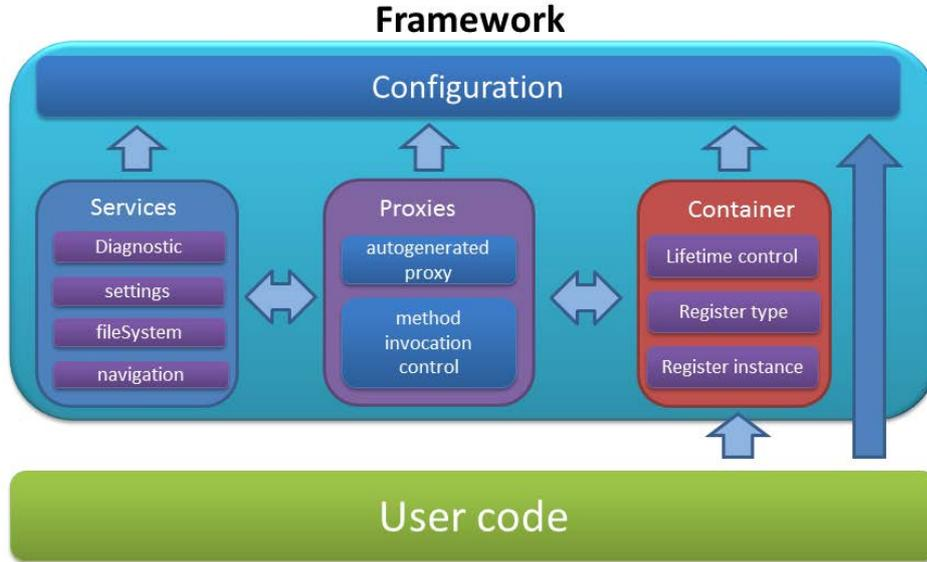 Framework
Configuration
Services
Diagnostic
settings
fileSystem
navigation
Proxies
autogenerated
proxy
method
invocation
control
Container
Lifetime control
Register type
Register instance
User code